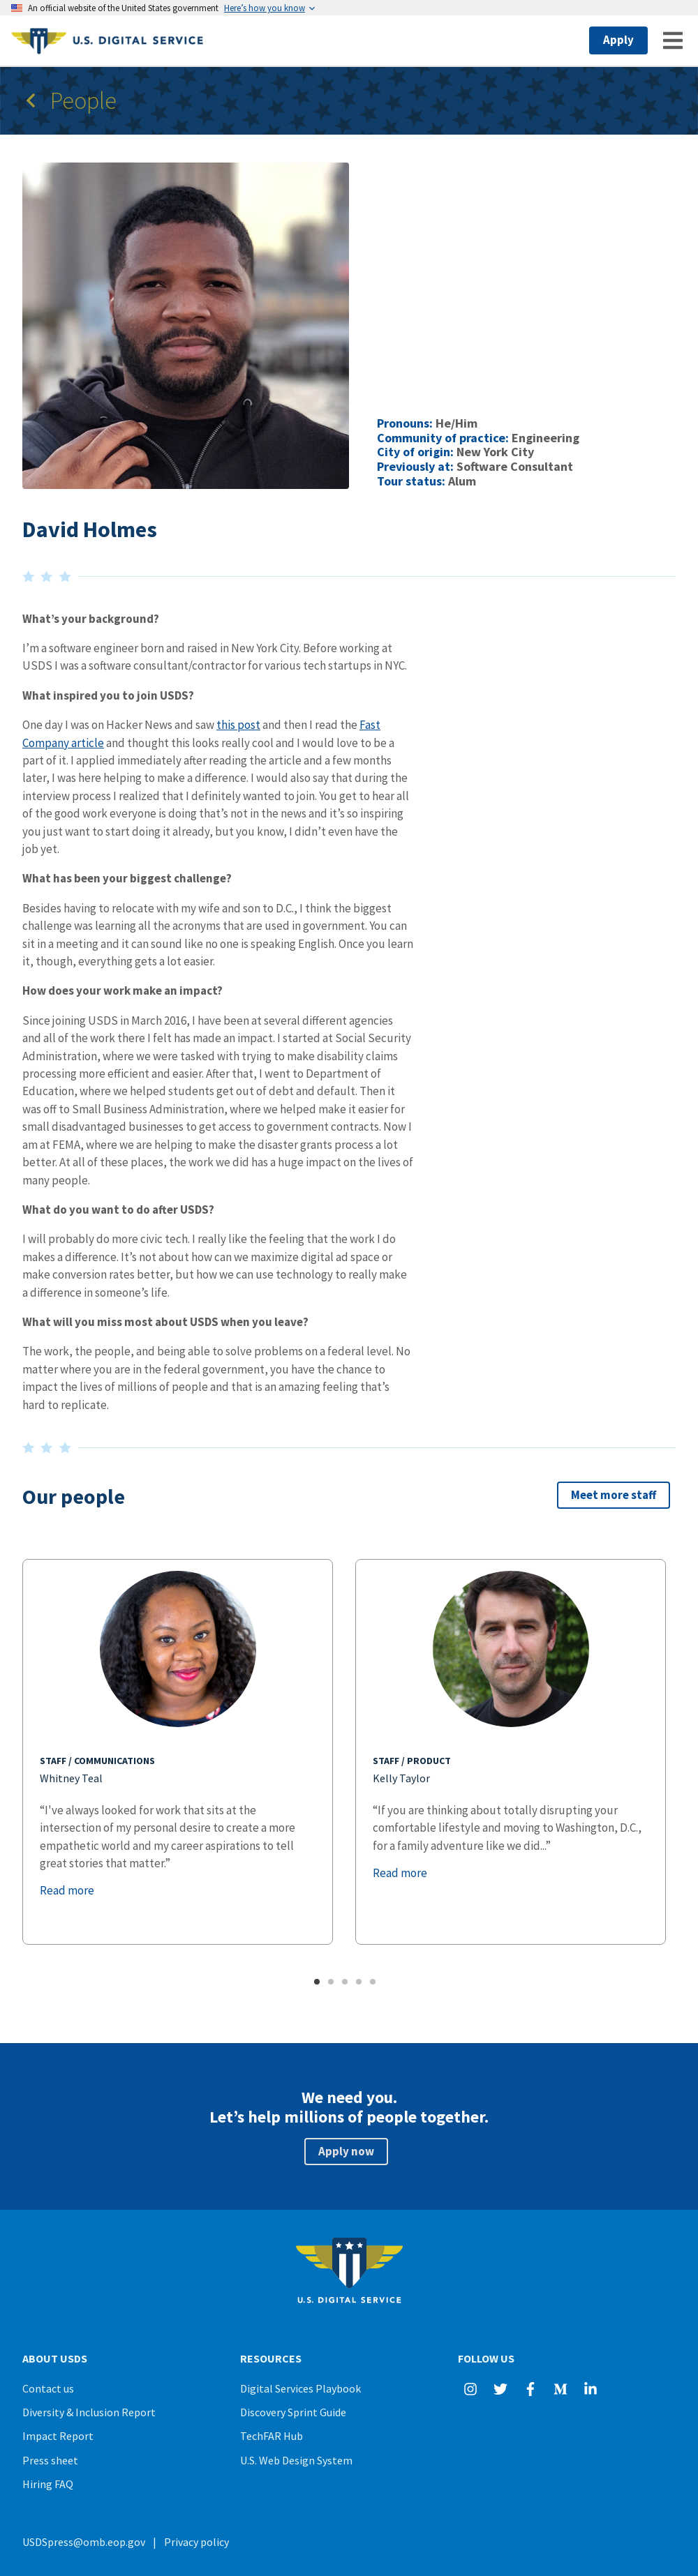 An official website of the United States government Here’s how you know
U.S. DIGITAL SERVICE
Apply
People
Pronouns: He/Him
Community of practice: Engineering
City of origin: New York City
Previously at: Software Consultant
Tour status: Alum
David Holmes
What’s your background?
I’m a software engineer born and raised in New York City. Before working at
USDS I was a software consultant/contractor for various tech startups in NYC.
What inspired you to join USDS?
One day I was on Hacker News and saw this post and then I read the Fast
Company article and thought this looks really cool and I would love to be a
part of it. I applied immediately after reading the article and a few months
later, I was here helping to make a difference. I would also say that during the
interview process I realized that I definitely wanted to join. You get to hear all
of the good work everyone is doing that’s not in the news and it’s so inspiring
you just want to start doing it already, but you know, I didn’t even have the
job yet.
What has been your biggest challenge?
Besides having to relocate with my wife and son to D.C., I think the biggest
challenge was learning all the acronyms that are used in government. You can
sit in a meeting and it can sound like no one is speaking English. Once you learn
it, though, everything gets a lot easier.
How does your work make an impact?
Since joining USDS in March 2016, I have been at several different agencies
and all of the work there I felt has made an impact. I started at Social Security
Administration, where we were tasked with trying to make disability claims
processing more efficient and easier. After that, I went to Department of
Education, where we helped students get out of debt and default. Then it
was off to Small Business Administration, where we helped make it easier for
small disadvantaged businesses to get access to government contracts. Now I
am at FEMA, where we are helping to make the disaster grants process a lot
better. At all of these places, the work we did has a huge impact on the lives of
many people.
What do you want to do after USDS?
I will probably do more civic tech. I really like the feeling that the work I do
makes a difference. It’s not about how can we maximize digital ad space or
make conversion rates better, but how we can use technology to really make
a difference in someone’s life.
What will you miss most about USDS when you leave?
The work, the people, and being able to solve problems on a federal level. No
matter where you are in the federal government, you have the chance to
impact the lives of millions of people and that is an amazing feeling that’s
hard to replicate.
Our people
Meet more staff
STAFF / COMMUNICATIONS
Whitney Teal
“I've always looked for work that sits at the
intersection of my personal desire to create a more
empathetic world and my career aspirations to tell
great stories that matter.”
Read more
STAFF / PRODUCT
Kelly Taylor
“If you are thinking about totally disrupting your
comfortable lifestyle and moving to Washington, D.C.,
for a family adventure like we did...”
Read more
We need you.
Let’s help millions of people together.
Apply now
U.S. DIGITAL SERVICE
ABOUT USDS
Contact us
Diversity & Inclusion Report
Impact Report
Press sheet
Hiring FAQ
RESOURCES
Digital Services Playbook
Discovery Sprint Guide
TechFAR Hub
U.S. Web Design System
FOLLOW US
USDSpress@omb.eop.gov | Privacy policy